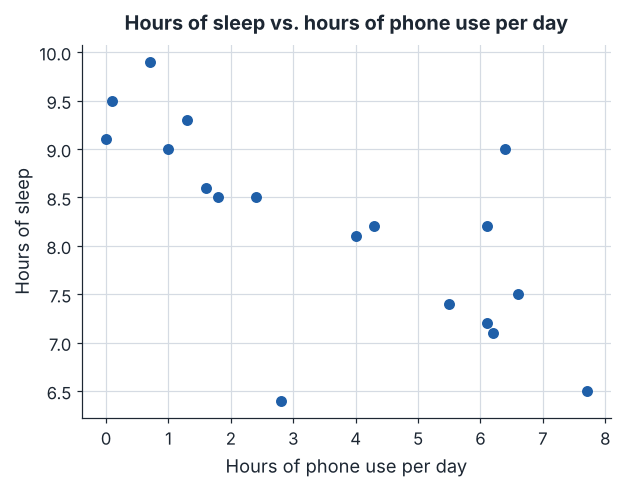 Hours of sleep vs. hours of phone use per day
Hours of sleep
10.0
9.5
9.0
8.5
8.0
7.5
7.0
6.5
0 1 2 3 4 5 6 7 8
Hours of phone use per day